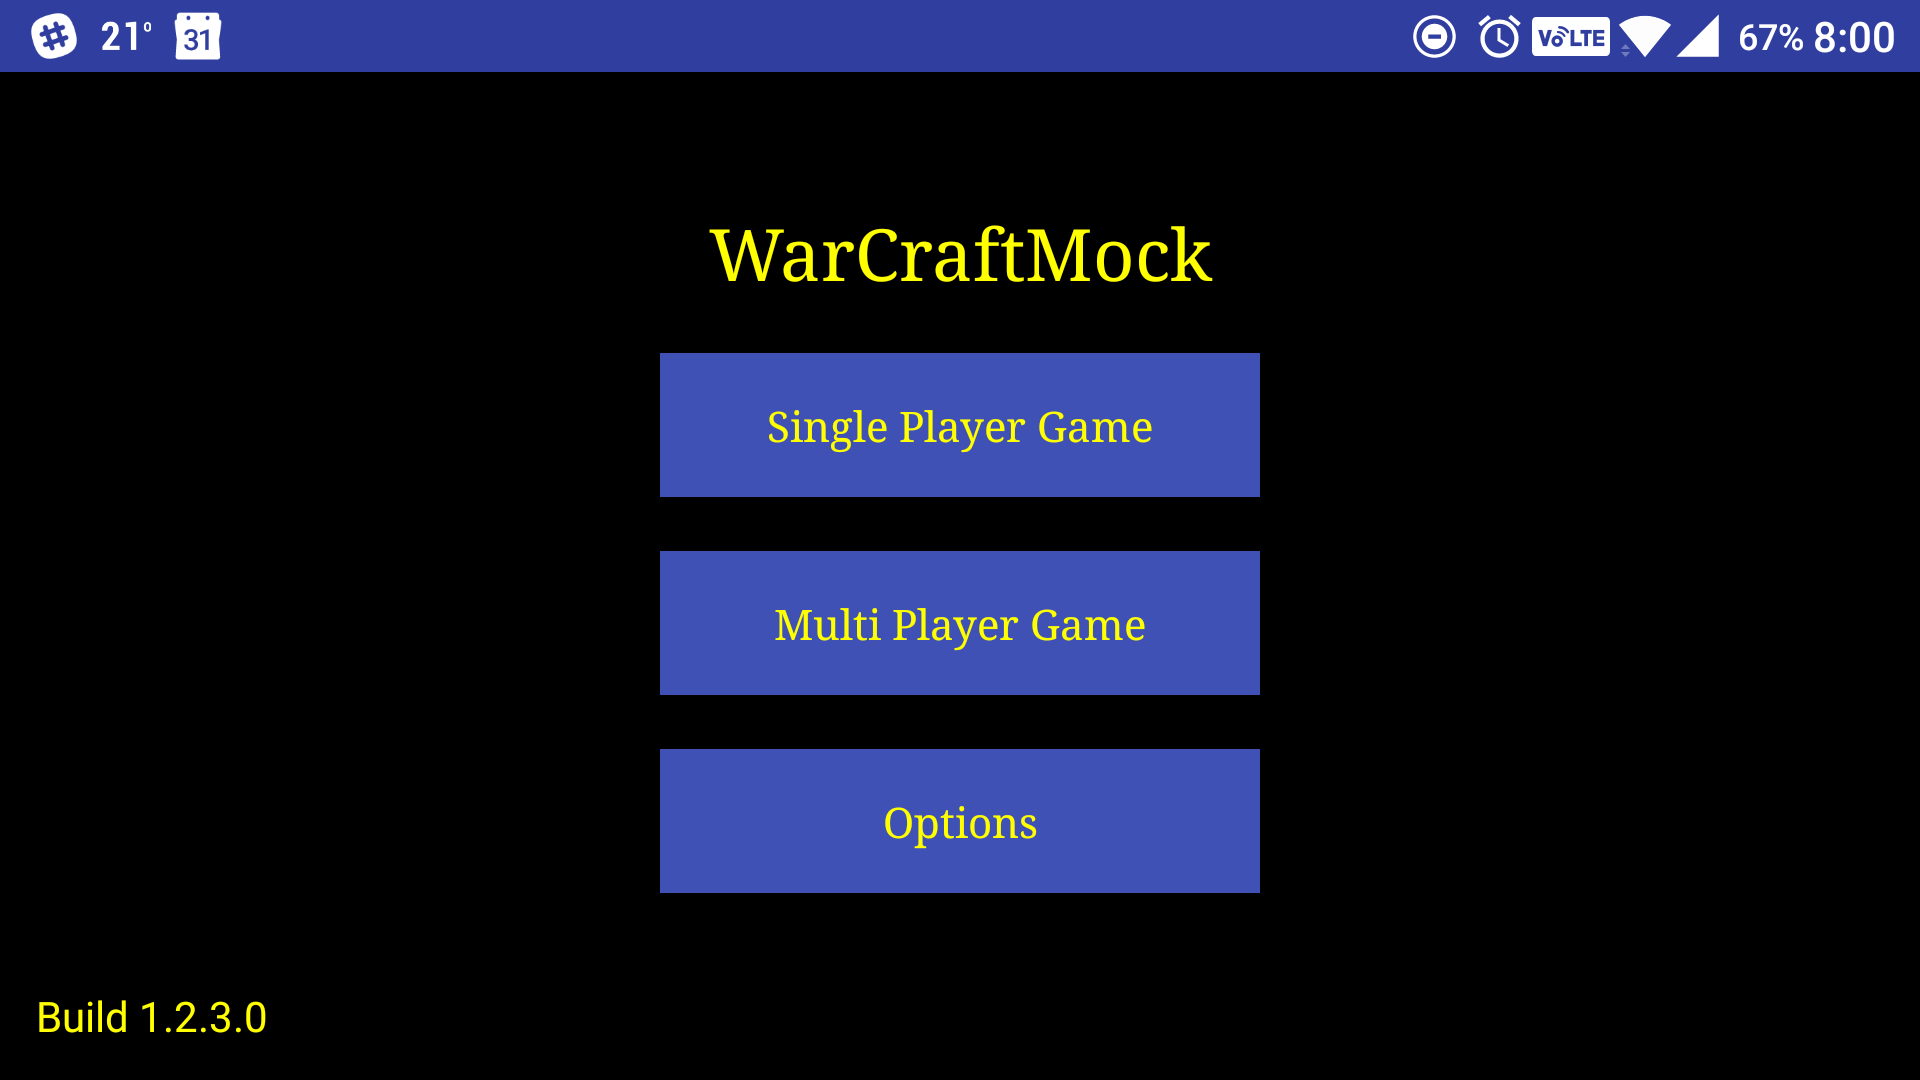 21° 31 VoLTE 67% 8:00
WarCraftMock
Single Player Game
Multi Player Game
Options
Build 1.2.3.0